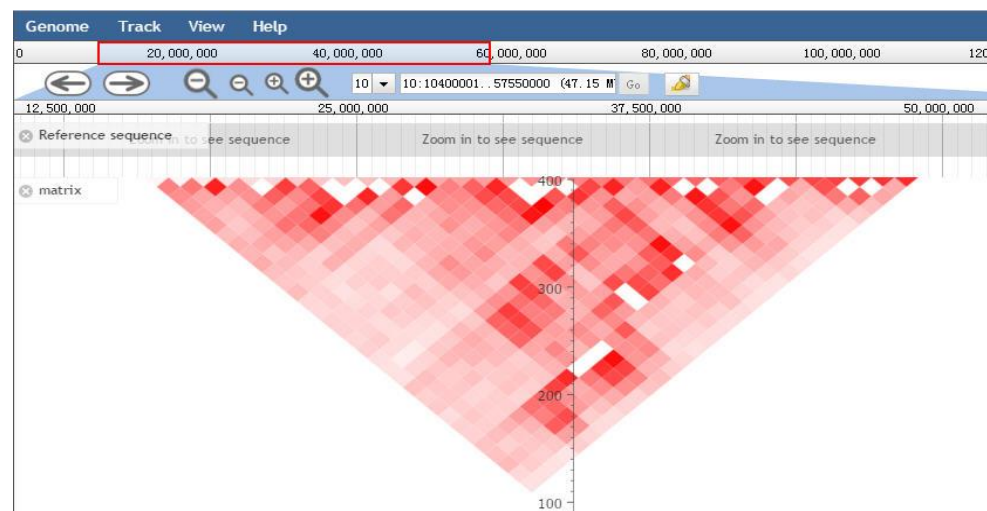 Genome Track View Help
0 20,000,000 40,000,000 60,000,000 80,000,000 100,000,000 120
10 10:10400001..57550000 (47.15 M Go
12,500,000 25,000,000 37,500,000 50,000,000
Reference sequence to see sequence Zoom in to see sequence Zoom in to see sequence
matrix
400
300
200
100